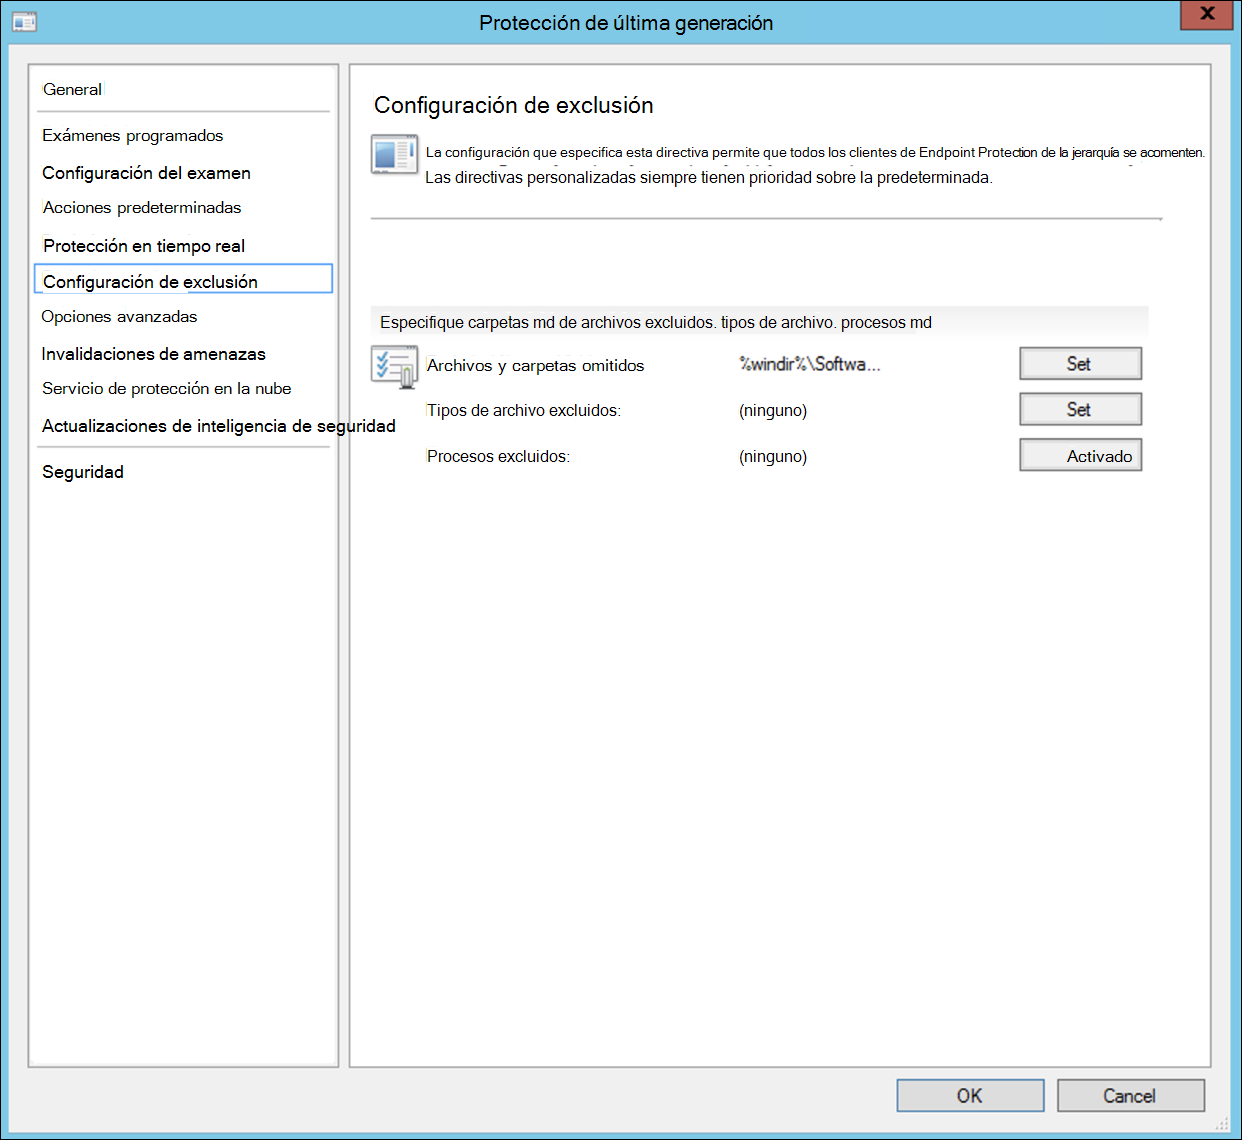 Protección de última generación
X
General
Exámenes programados
Configuración del examen
Acciones predeterminadas
Protección en tiempo real
Configuración de exclusión
Opciones avanzadas
Invalidaciones de amenazas
Servicio de protección en la nube
Actualizaciones de inteligencia de seguridad
Seguridad
Configuración de exclusión
La configuración que especifica esta directiva permite que todos los clientes de Endpoint Protection de la jerarquía se acomenten.
Las directivas personalizadas siempre tienen prioridad sobre la predeterminada.
Especifique carpetas md de archivos excluidos. tipos de archivo. procesos md
Archivos y carpetas omitidos %windir%\Softwa... Set
Tipos de archivo excluidos: (ninguno) Set
Procesos excluidos: (ninguno) Activado
OK Cancel